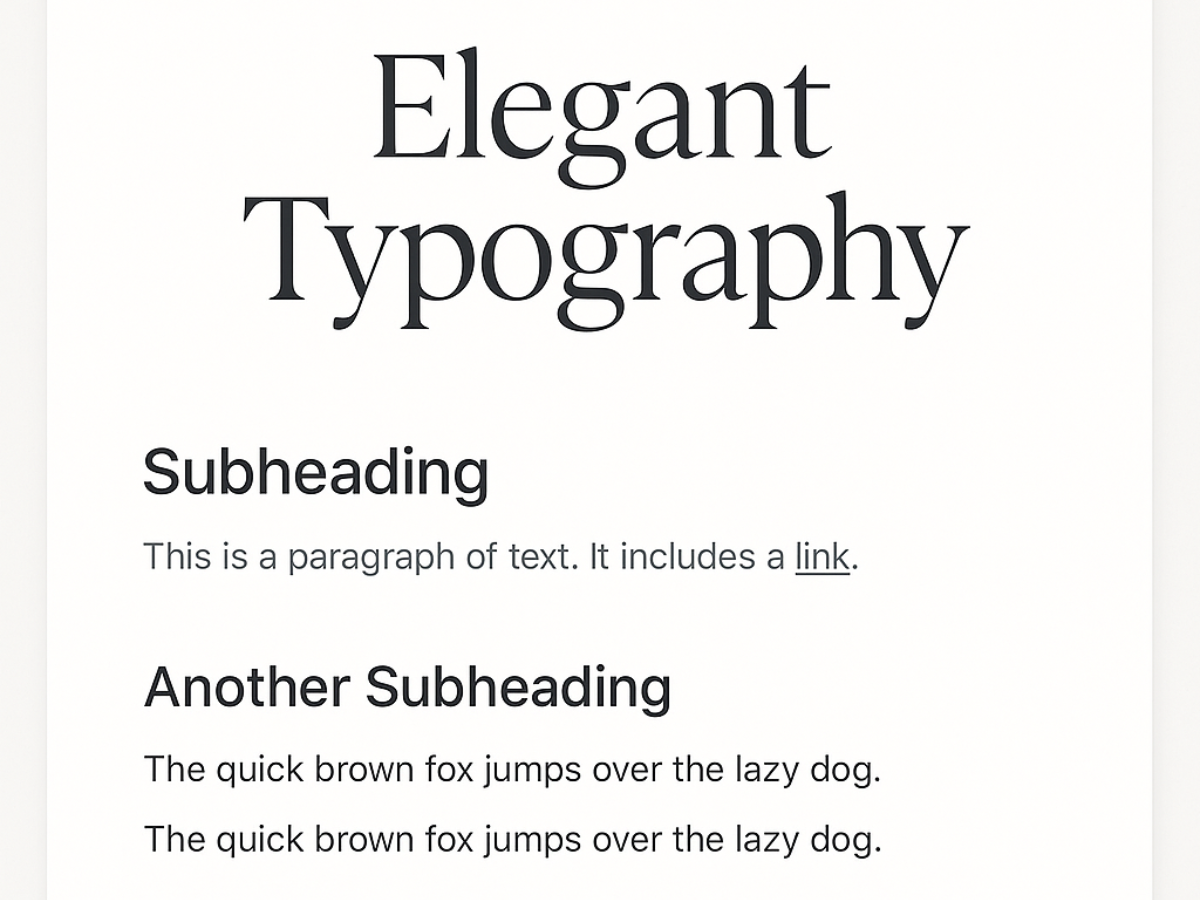 Elegant
Typography
Subheading
This is a paragraph of text. It includes a link.
Another Subheading
The quick brown fox jumps over the lazy dog.
The quick brown fox jumps over the lazy dog.